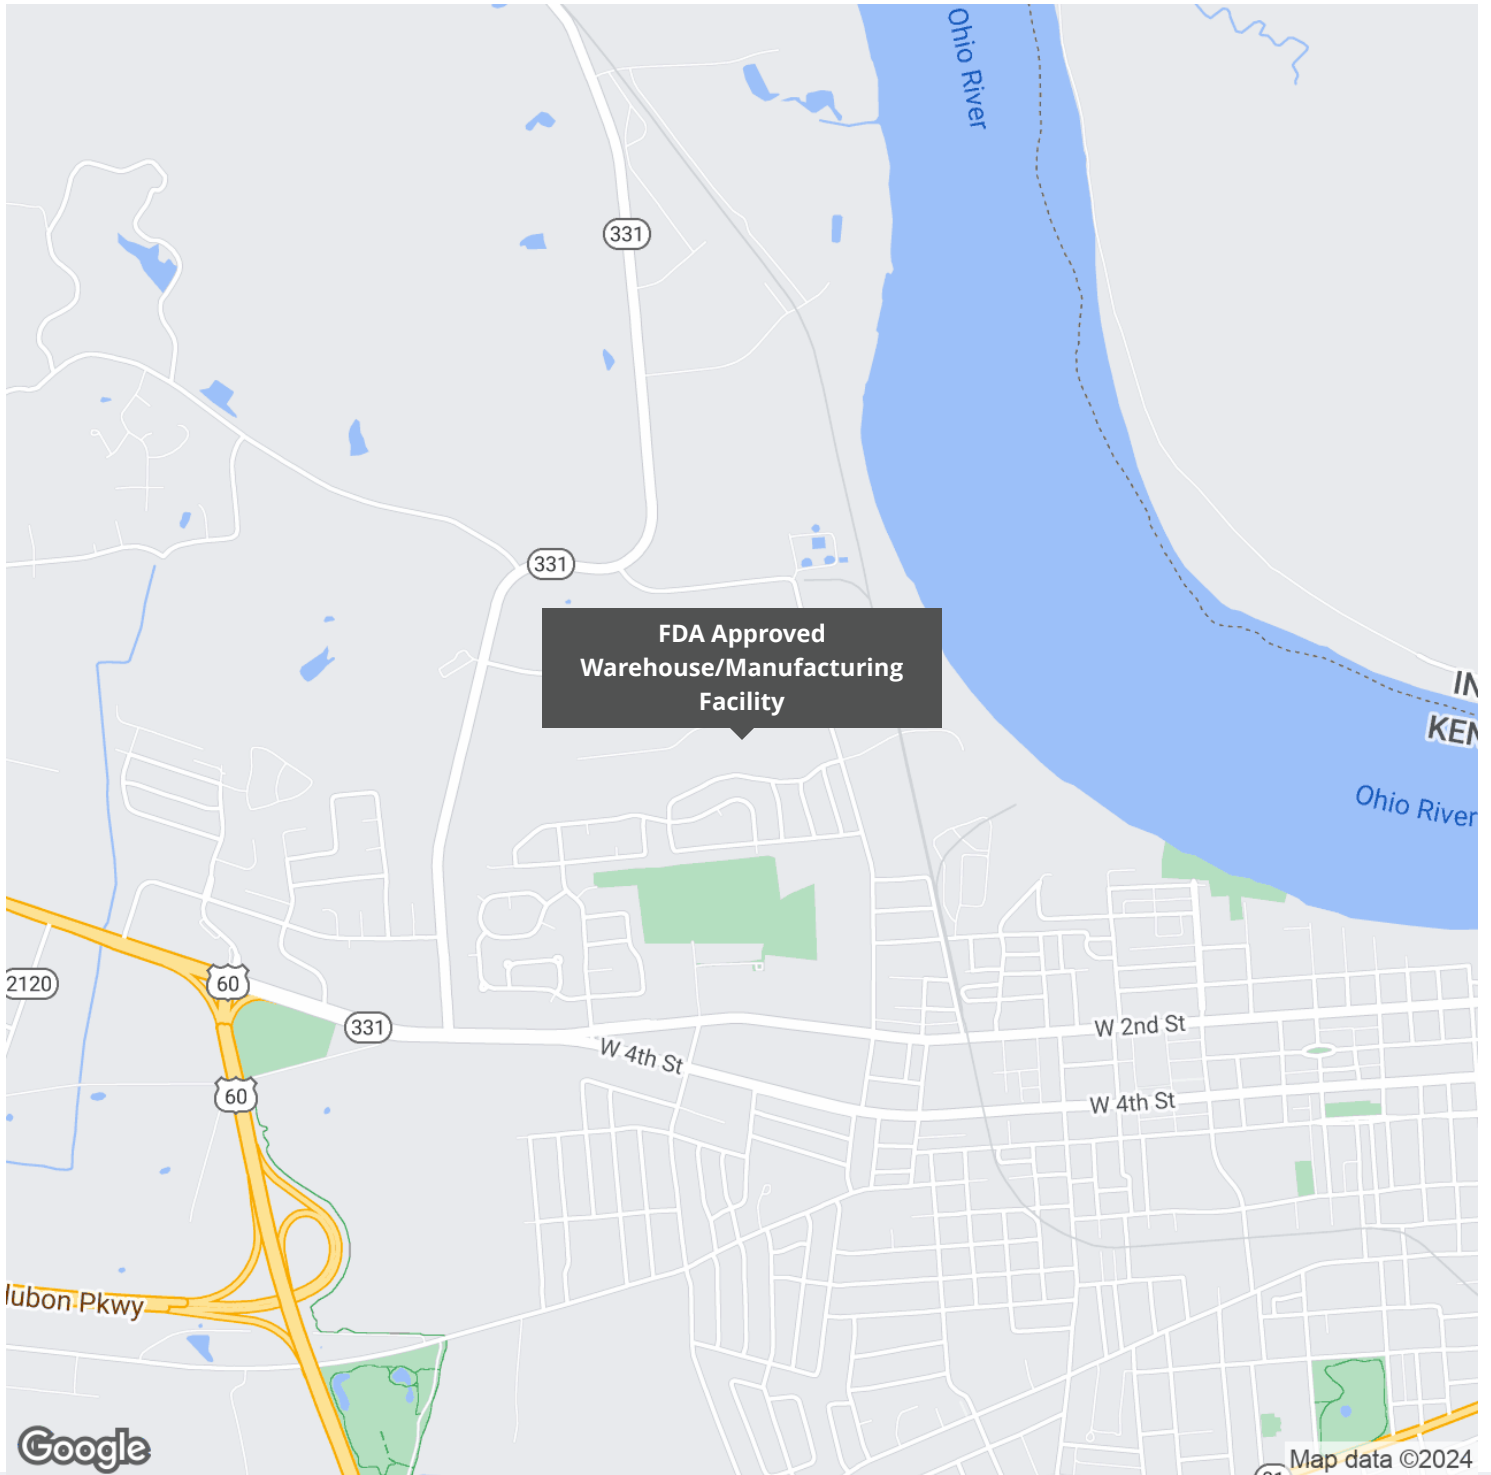 Ohio River
331
331
FDA Approved
Warehouse/Manufacturing
Facility
IN
KEN
Ohio River
2120
60
331
W 2nd St
W 4th St
60
W 4th St
lubon Pkwy
Google
Map data ©2024